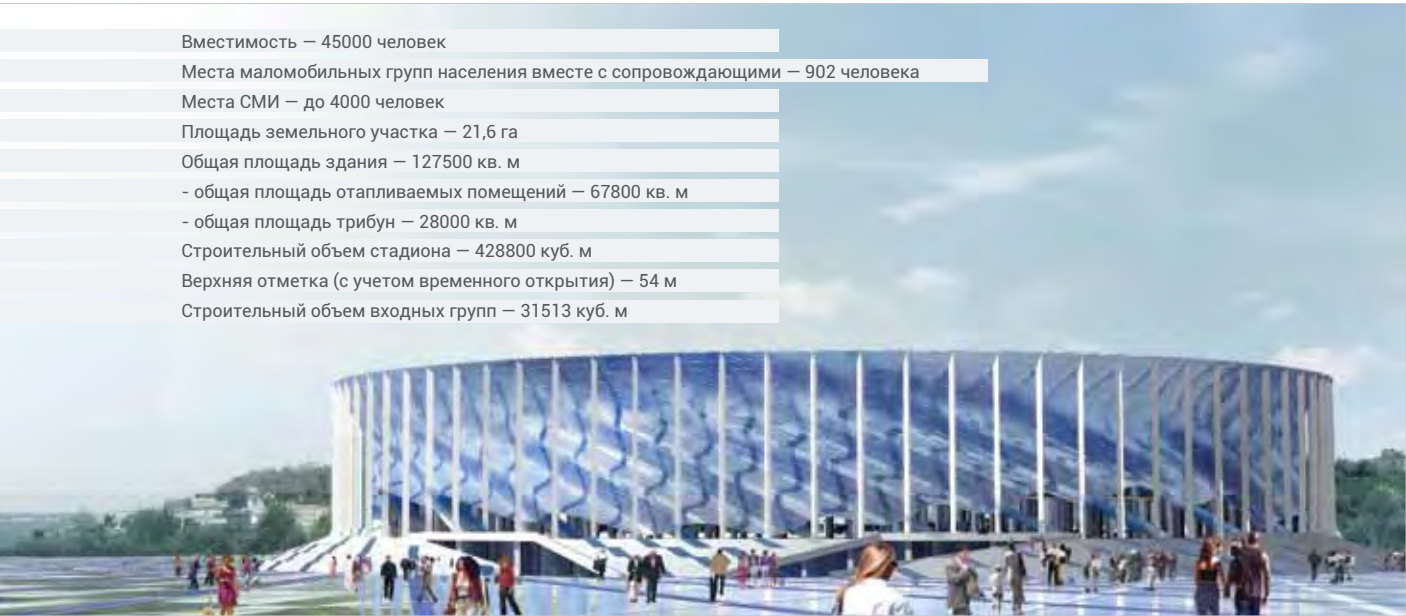 Вместимость — 45000 человек
Места маломобильных групп населения вместе с сопровождающими — 902 человека
Места СМИ — до 4000 человек
Площадь земельного участка — 21,6 га
Общая площадь здания — 127500 кв. м
- общая площадь отапливаемых помещений — 67800 кв. м
- общая площадь трибун — 28000 кв. м
Строительный объем стадиона — 428800 куб. м
Верхняя отметка (с учетом временного открытия) — 54 м
Строительный объем входных групп — 31513 куб. м